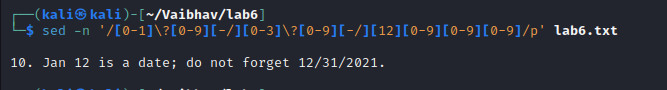 ┌──(kali㉿kali)-[~/Vaibhav/lab6]
└─$ sed -n '/[0-1]\?[0-9][-/][0-3]\?[0-9][-/][12][0-9][0-9][0-9]/p' lab6.txt
10. Jan 12 is a date; do not forget 12/31/2021.